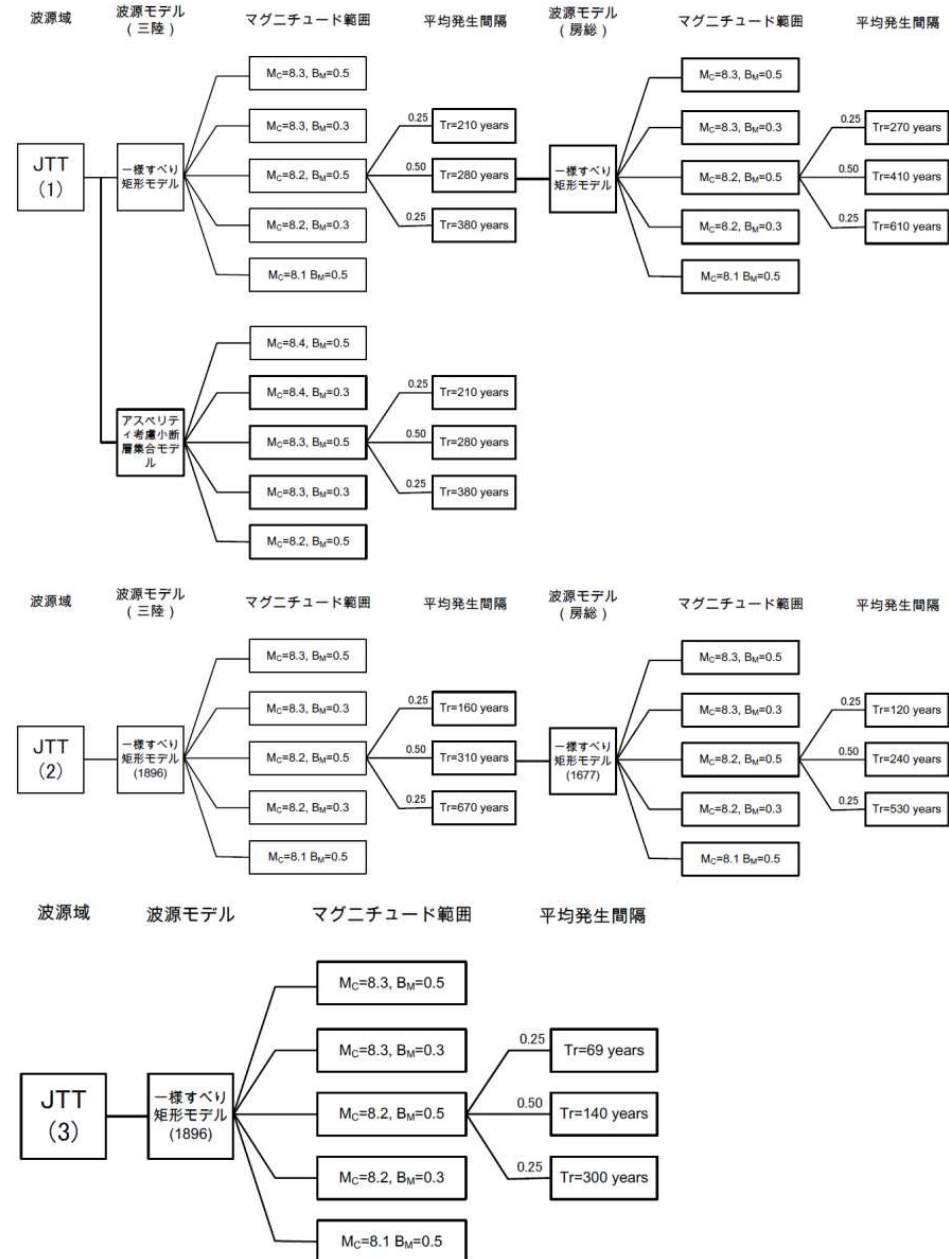 波源域
波源モデル
(三陸)
マグニチュード範囲
平均発生間隔
波源モデル
(房総)
マグニチュード範囲
平均発生間隔
JTT
(1)
一様すべり
矩形モデル
MC=8.3, BM=0.5
MC=8.3, BM=0.3
MC=8.2, BM=0.5
MC=8.2, BM=0.3
MC=8.1 BM=0.5
0.25
Tr=210 years
0.50
Tr=280 years
0.25
Tr=380 years
一様すべり
矩形モデル
MC=8.3, BM=0.5
MC=8.3, BM=0.3
MC=8.2, BM=0.5
MC=8.2, BM=0.3
MC=8.1 BM=0.5
0.25
Tr=270 years
0.50
Tr=410 years
0.25
Tr=610 years
アスペリテ
ィ考慮小断
層集合モデ
ル
MC=8.4, BM=0.5
MC=8.4, BM=0.3
MC=8.3, BM=0.5
MC=8.3, BM=0.3
MC=8.2, BM=0.5
0.25
Tr=210 years
0.50
Tr=280 years
0.25
Tr=380 years
波源域
波源モデル
(三陸)
マグニチュード範囲
平均発生間隔
波源モデル
(房総)
マグニチュード範囲
平均発生間隔
JTT
(2)
一様すべり
矩形モデル
(1896)
MC=8.3, BM=0.5
MC=8.3, BM=0.3
MC=8.2, BM=0.5
MC=8.2, BM=0.3
MC=8.1 BM=0.5
0.25
Tr=160 years
0.50
Tr=310 years
0.25
Tr=670 years
一様すべり
矩形モデル
(1677)
MC=8.3, BM=0.5
MC=8.3, BM=0.3
MC=8.2, BM=0.5
MC=8.2, BM=0.3
MC=8.1 BM=0.5
0.25
Tr=120 years
0.50
Tr=240 years
0.25
Tr=530 years
波源域
波源モデル
マグニチュード範囲
平均発生間隔
JTT
(3)
一様すべり
矩形モデル
(1896)
MC=8.3, BM=0.5
MC=8.3, BM=0.3
MC=8.2, BM=0.5
MC=8.2, BM=0.3
MC=8.1 BM=0.5
0.25
Tr=69 years
0.50
Tr=140 years
0.25
Tr=300 years